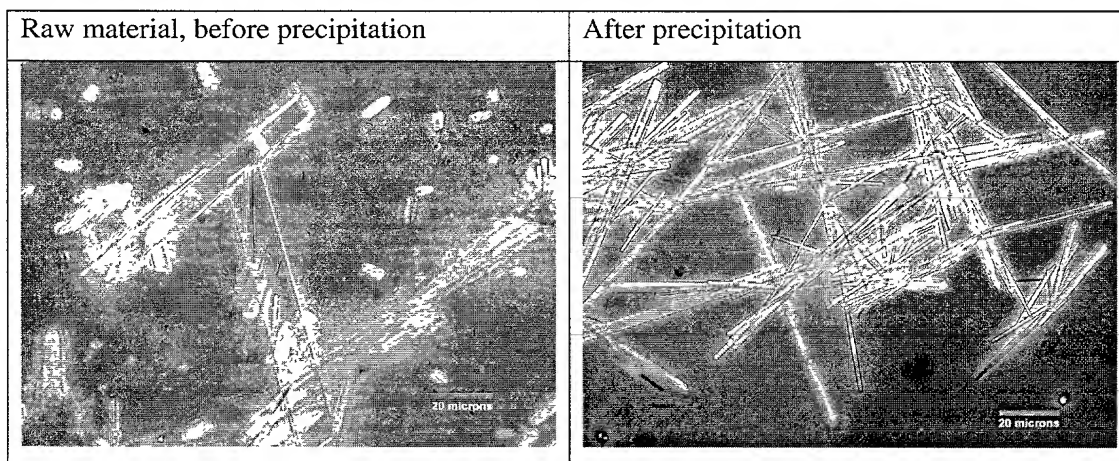 Raw material, before precipitation
After precipitation
20 microns
20 microns